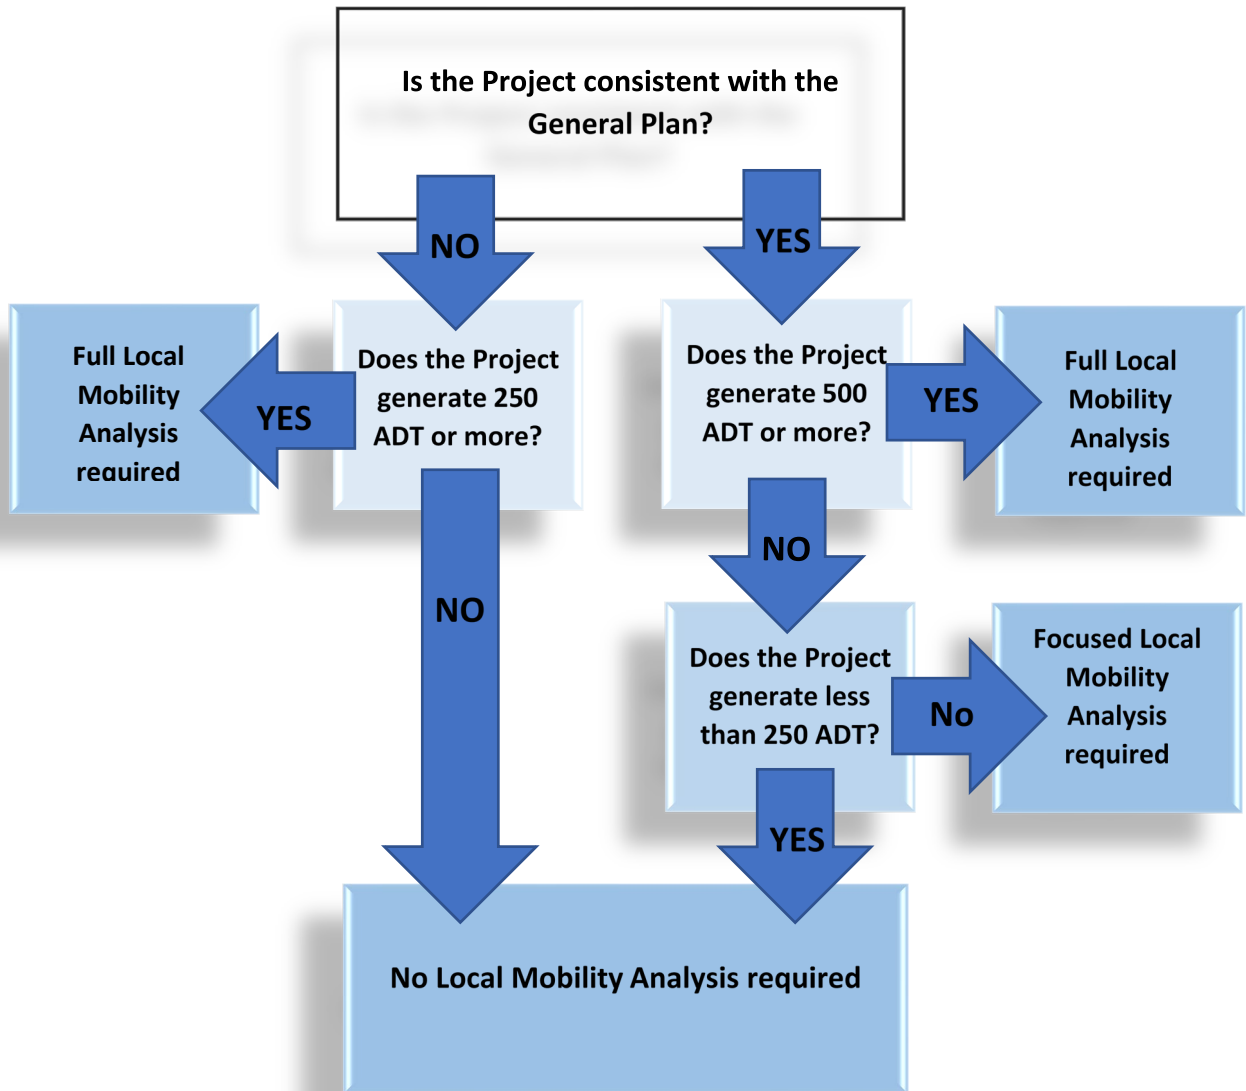 Is the Project consistent with the
General Plan?
NO
YES
Full Local
Mobility
Analysis
required
YES
Does the Project
generate 250
ADT or more?
Does the Project
generate 500
ADT or more?
YES
Full Local
Mobility
Analysis
required
NO
NO
Does the Project
generate less
than 250 ADT?
No
Focused Local
Mobility
Analysis
required
YES
No Local Mobility Analysis required